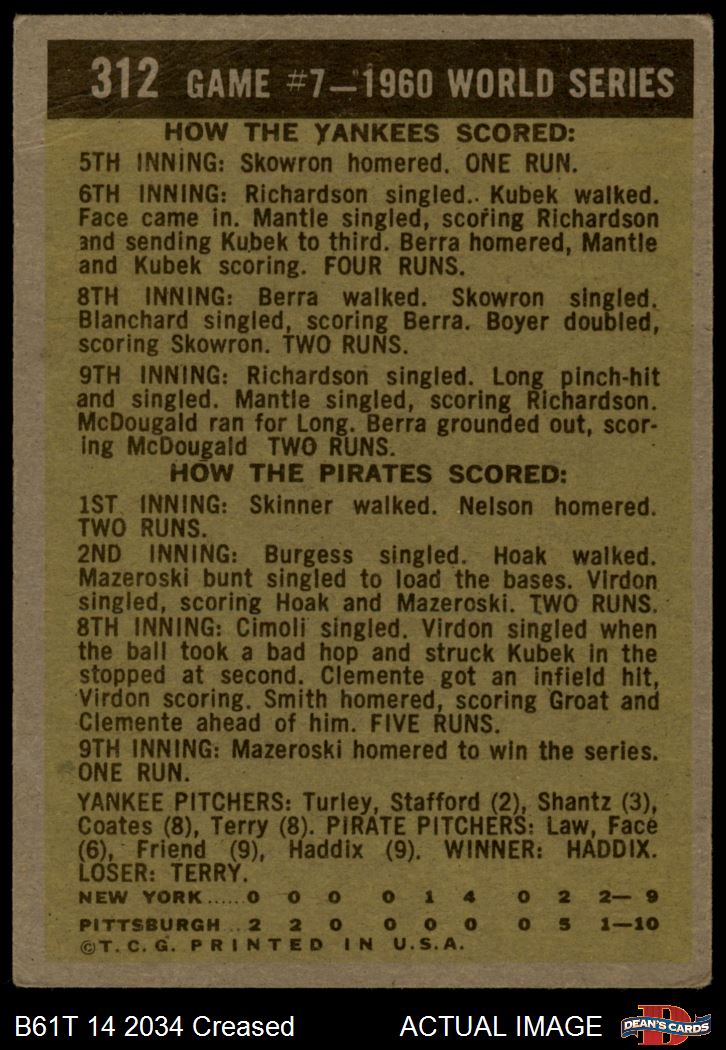 312 GAME #7—1960 WORLD SERIES
HOW THE YANKEES SCORED:
5TH INNING: Skowron homered. ONE RUN.
6TH INNING: Richardson singled. Kubek walked.
Face came in. Mantle singled, scoring Richardson
and sending Kubek to third. Berra homered, Mantle
and Kubek scoring. FOUR RUNS.
8TH INNING: Berra walked. Skowron singled.
Blanchard singled, scoring Berra. Boyer doubled,
scoring Skowron. TWO RUNS.
9TH INNING: Richardson singled. Long pinch-hit
and singled. Mantle singled, scoring Richardson.
McDougald ran for Long. Berra grounded out, scor-
ing McDougald TWO RUNS.
HOW THE PIRATES SCORED:
1ST INNING: Skinner walked. Nelson homered.
TWO RUNS.
2ND INNING: Burgess singled. Hoak walked.
Mazeroski bunt singled to load the bases. Virdon
singled, scoring Hoak and Mazeroski. TWO RUNS.
8TH INNING: Cimoli singled. Virdon singled when
the ball took a bad hop and struck Kubek in the
stopped at second. Clemente got an infield hit,
Virdon scoring. Smith homered, scoring Groat and
Clemente ahead of him. FIVE RUNS.
9TH INNING: Mazeroski homered to win the series.
ONE RUN.
YANKEE PITCHERS: Turley, Stafford (2), Shantz (3),
Coates (8), Terry (8). PIRATE PITCHERS: Law, Face
(6), Friend (9), Haddix (9). WINNER: HADDIX.
LOSER: TERRY.
NEW YORK..... 0 0 0 0 1 4 0 2 2— 9
PITTSBURGH .. 2 2 0 0 0 0 0 5 1—10
©T.C.G. PRINTED IN U.S.A.
B61T 14 2034 Creased ACTUAL IMAGE
D
DEAN'S CARDS